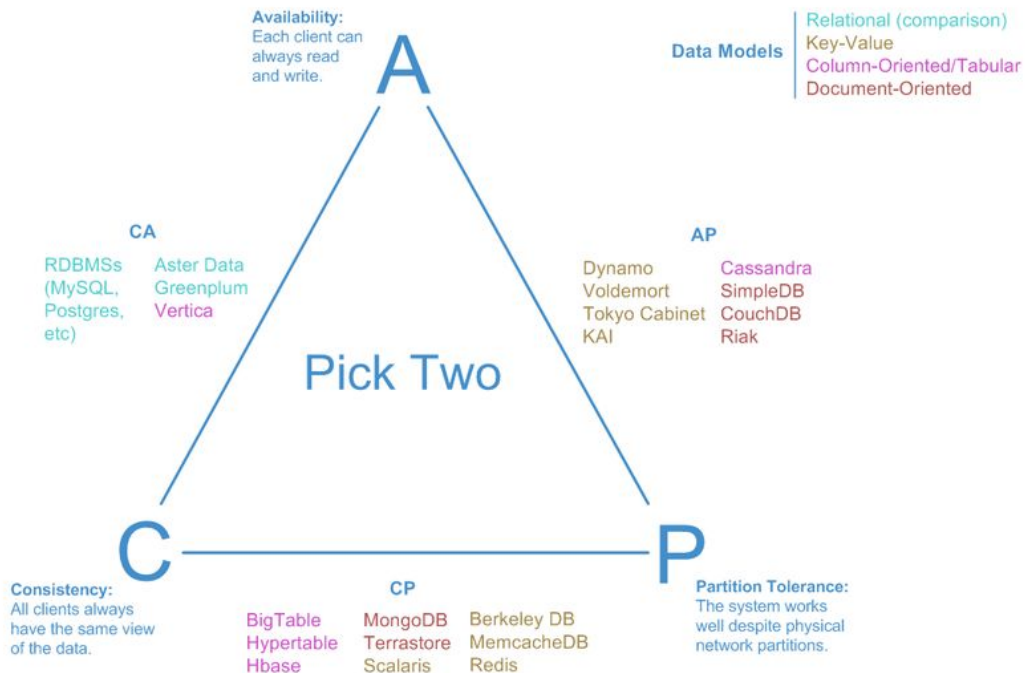 Availability:
Each client can
always read
and write.
A
Data Models
Relational (comparison)
Key-Value
Column-Oriented/Tabular
Document-Oriented
CA
RDBMSs
(MySQL,
Postgres,
etc)
Aster Data
Greenplum
Vertica
AP
Dynamo
Voldemort
Tokyo Cabinet
KAI
Cassandra
SimpleDB
CouchDB
Riak
Pick Two
C
Consistency:
All clients always
have the same view
of the data.
P
Partition Tolerance:
The system works
well despite physical
network partitions.
CP
BigTable
Hypertable
Hbase
MongoDB
Terrastore
Scalaris
Berkeley DB
MemcacheDB
Redis